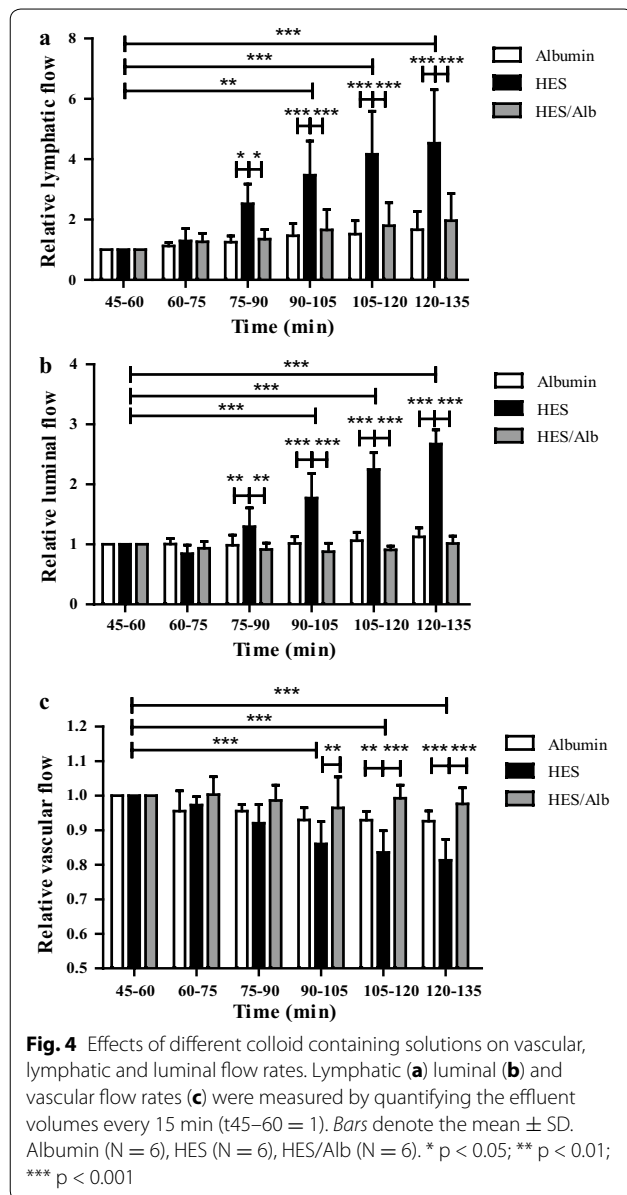 a
***
***
**
*** ***
*** ***
*** ***
* *
Albumin
HES
HES/Alb
8
6
4
2
0
Relative lymphatic flow
45-60 60-75 75-90 90-105 105-120 120-135
Time (min)
b
***
***
***
*** ***
*** ***
*** ***
** **
Albumin
HES
HES/Alb
4
3
2
1
0
Relative luminal flow
45-60 60-75 75-90 90-105 105-120 120-135
Time (min)
c
***
***
***
** ** *** *** ***
Albumin
HES
HES/Alb
1.2
1.1
1.0
0.9
0.8
0.7
0.6
0.5
Relative vascular flow
45-60 60-75 75-90 90-105 105-120 120-135
Time (min)
Fig. 4 Effects of different colloid containing solutions on vascular,
lymphatic and luminal flow rates. Lymphatic (a) luminal (b) and
vascular flow rates (c) were measured by quantifying the effluent
volumes every 15 min (t45–60 = 1). Bars denote the mean ± SD.
Albumin (N = 6), HES (N = 6), HES/Alb (N = 6). * p < 0.05; ** p < 0.01;
*** p < 0.001